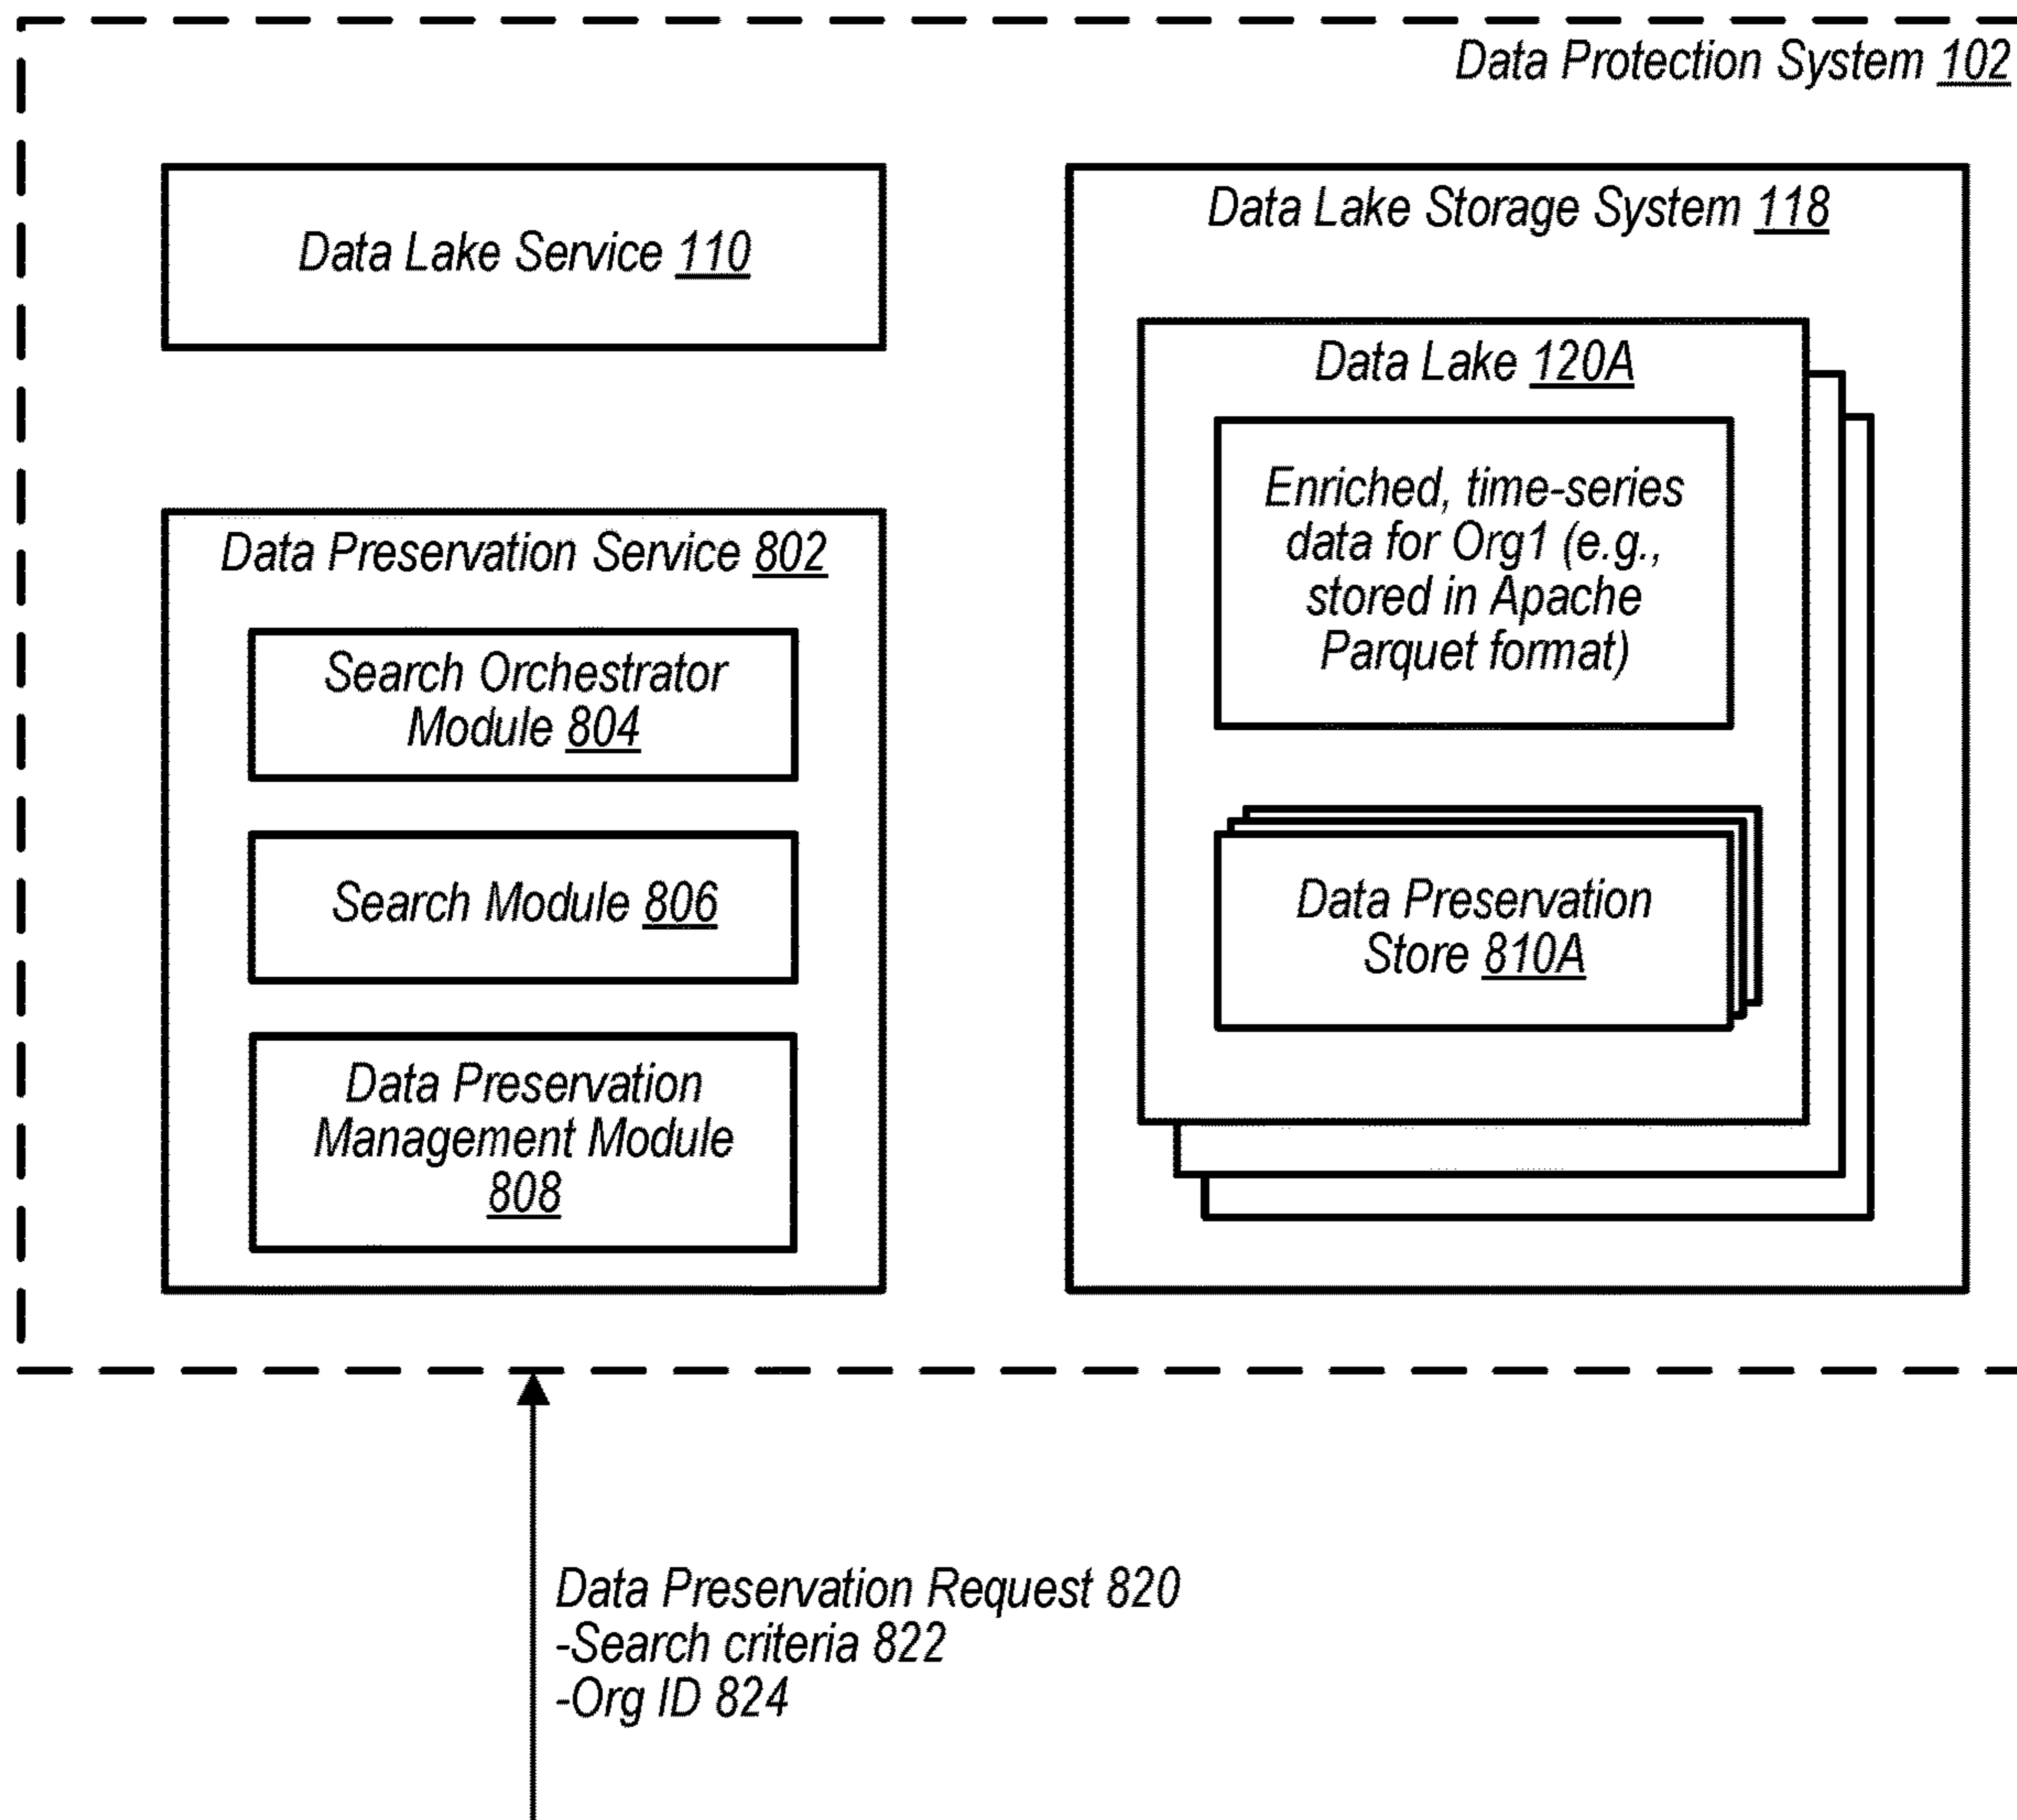 Data Protection System 102
Data Lake Service 110
Data Preservation Service 802
Search Orchestrator
Module 804
Search Module 806
Data Preservation
Management Module
808
Data Lake Storage System 118
Data Lake 120A
Enriched, time-series
data for Org1 (e.g.,
stored in Apache
Parquet format)
Data Preservation
Store 810A
Data Preservation Request 820
-Search criteria 822
-Org ID 824